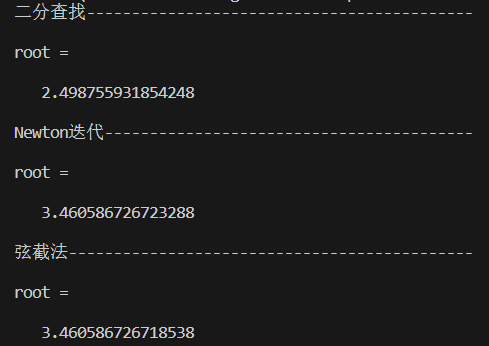 二分查找-------------------------------------------
root =
2.498755931854248
Newton迭代-----------------------------------------
root =
3.460586726723288
弦截法---------------------------------------------
root =
3.460586726718538